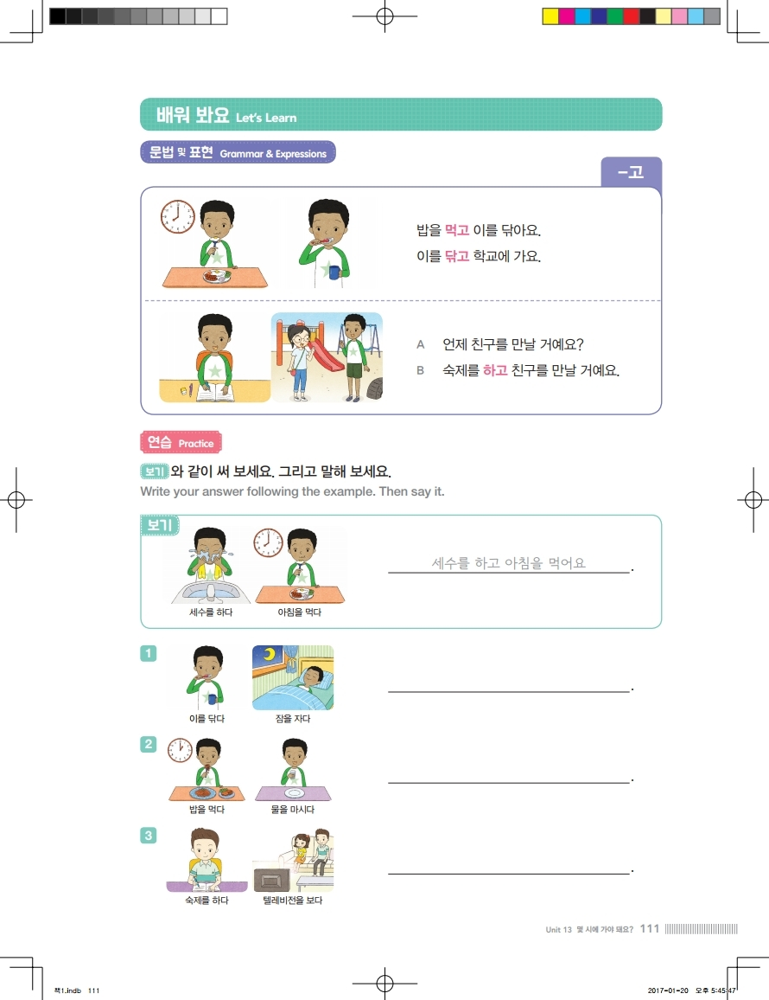 배워 봐요 Let's Learn
문법 및 표현 Grammar & Expressions
-고
밥을 먹고 이를 닦아요.
이를 닦고 학교에 가요.
A 언제 친구를 만날 거예요?
B 숙제를 하고 친구를 만날 거예요.
연습 Practice
보기 와 같이 써 보세요. 그리고 말해 보세요.
Write your answer following the example. Then say it.
보기
세수를 하고 아침을 먹어요.
세수를 하다 아침을 먹다
1
이를 닦다 잠을 자다
2
밥을 먹다 물을 마시다
3
숙제를 하다 텔레비전을 보다
Unit 13 몇 시에 가야 돼요? 111
책1.indb 111 2017-01-20 오후 5:45:47